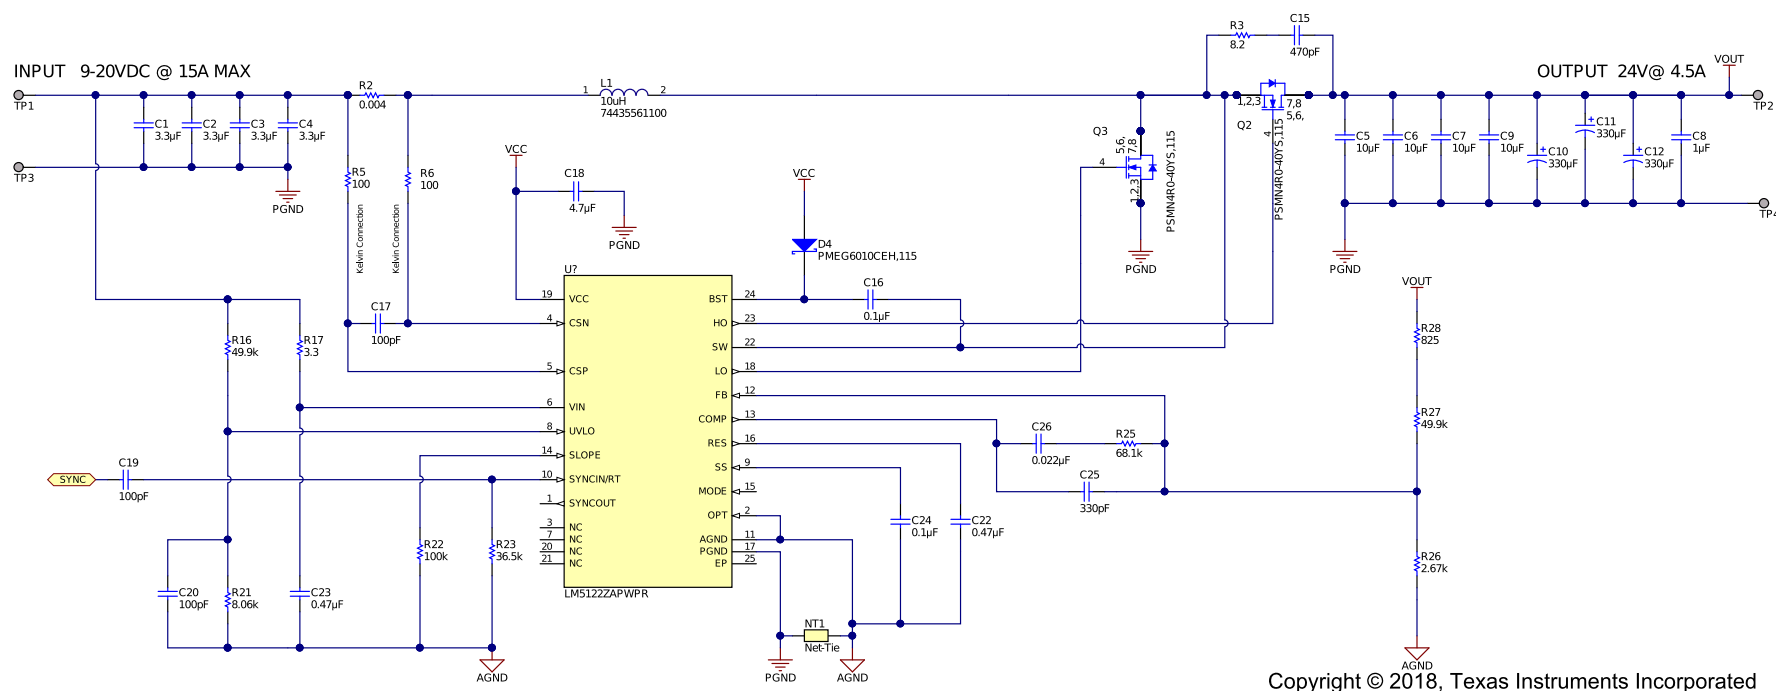 INPUT 9-20VDC @ 15A MAX
TP1
TP3
C1
3.3µF
C2
3.3µF
C3
3.3µF
C4
3.3µF
PGND
R2
0.004
R5
100
R6
100
Kelvin Connection
Kelvin Connection
C17
100pF
1
L1
2
10uH
74435561100
VCC
C18
4.7µF
PGND
VCC
D4
PMEG6010CEH,115
C16
0.1µF
R3
8.2
C15
470pF
1,2,3
7,8
5,6,
Q2
4
PSMN4R0-40YS,115
Q3
4
5,6,
7,8
1,2,3
PSMN4R0-40YS,115
PGND
OUTPUT 24V@ 4.5A
VOUT
TP2
TP4
C5
10µF
C6
10µF
C7
10µF
C9
10µF
C10
+
330µF
C11
+
330µF
C12
+
330µF
C8
1µF
PGND
U?
19 VCC
4 CSN
5 CSP
6 VIN
8 UVLO
14 SLOPE
10 SYNCIN/RT
1 SYNCOUT
3 NC
7 NC
20 NC
21 NC
BST 24
HO 23
SW 22
LO 18
FB 12
COMP 13
RES 16
SS 9
MODE 15
OPT 2
AGND 11
PGND 17
EP 25
LM5122ZAPWPR
R16
49.9k
R17
3.3
SYNC
C19
100pF
C20
100pF
R21
8.06k
C23
0.47µF
R22
100k
R23
36.5k
AGND
C26
0.022µF
R25
68.1k
C25
330pF
C24
0.1µF
C22
0.47µF
NT1
Net-Tie
PGND
AGND
VOUT
R28
825
R27
49.9k
R26
2.67k
AGND
Copyright © 2018, Texas Instruments Incorporated